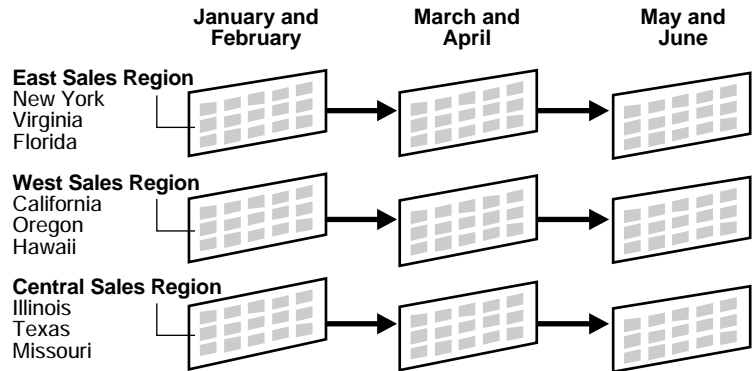 January and
February
March and
April
May and
June
East Sales Region
New York
Virginia
Florida
West Sales Region
California
Oregon
Hawaii
Central Sales Region
Illinois
Texas
Missouri